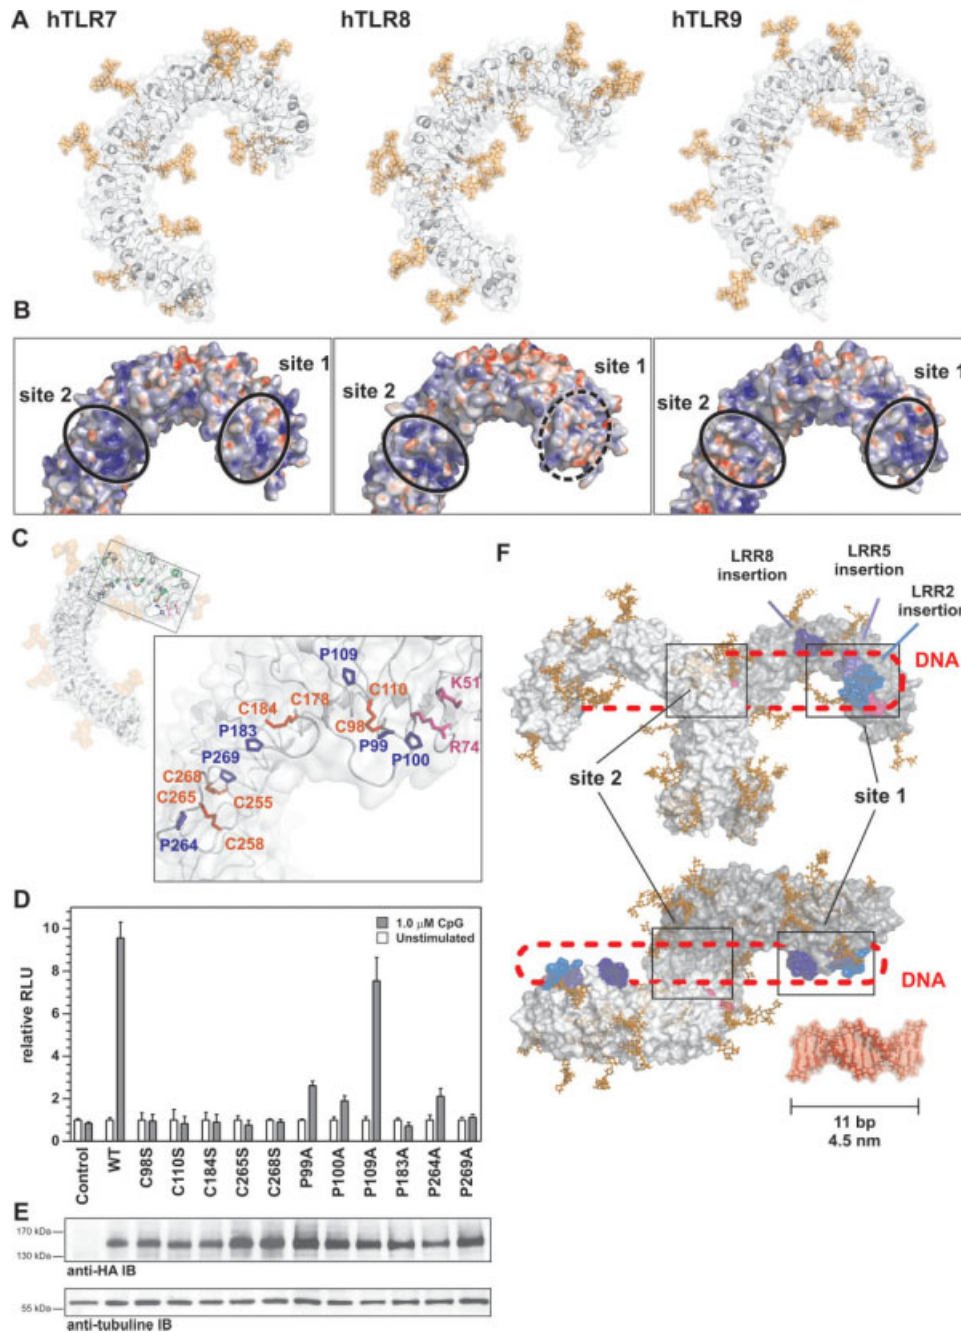 A
hTLR7
hTLR8
hTLR9
B
site 2
site 1
site 2
site 1
site 2
site 1
C
P109
C110
K51
C184
C178
C98
P183
P99
R74
P269
P100
C268
C265
C255
P264
C258
D
relative RLU
10
8
6
4
2
0
1.0 μM CpG
Unstimulated
Control
WT
C98S
C110S
C184S
C265S
C268S
P99A
P100A
P109A
P183A
P264A
P269A
E
170 kDa
130 kDa
anti-HA IB
55 kDa
anti-tubuline IB
F
LRR8
insertion
LRR5
insertion
LRR2
insertion
DNA
site 2
site 1
DNA
11 bp
4.5 nm